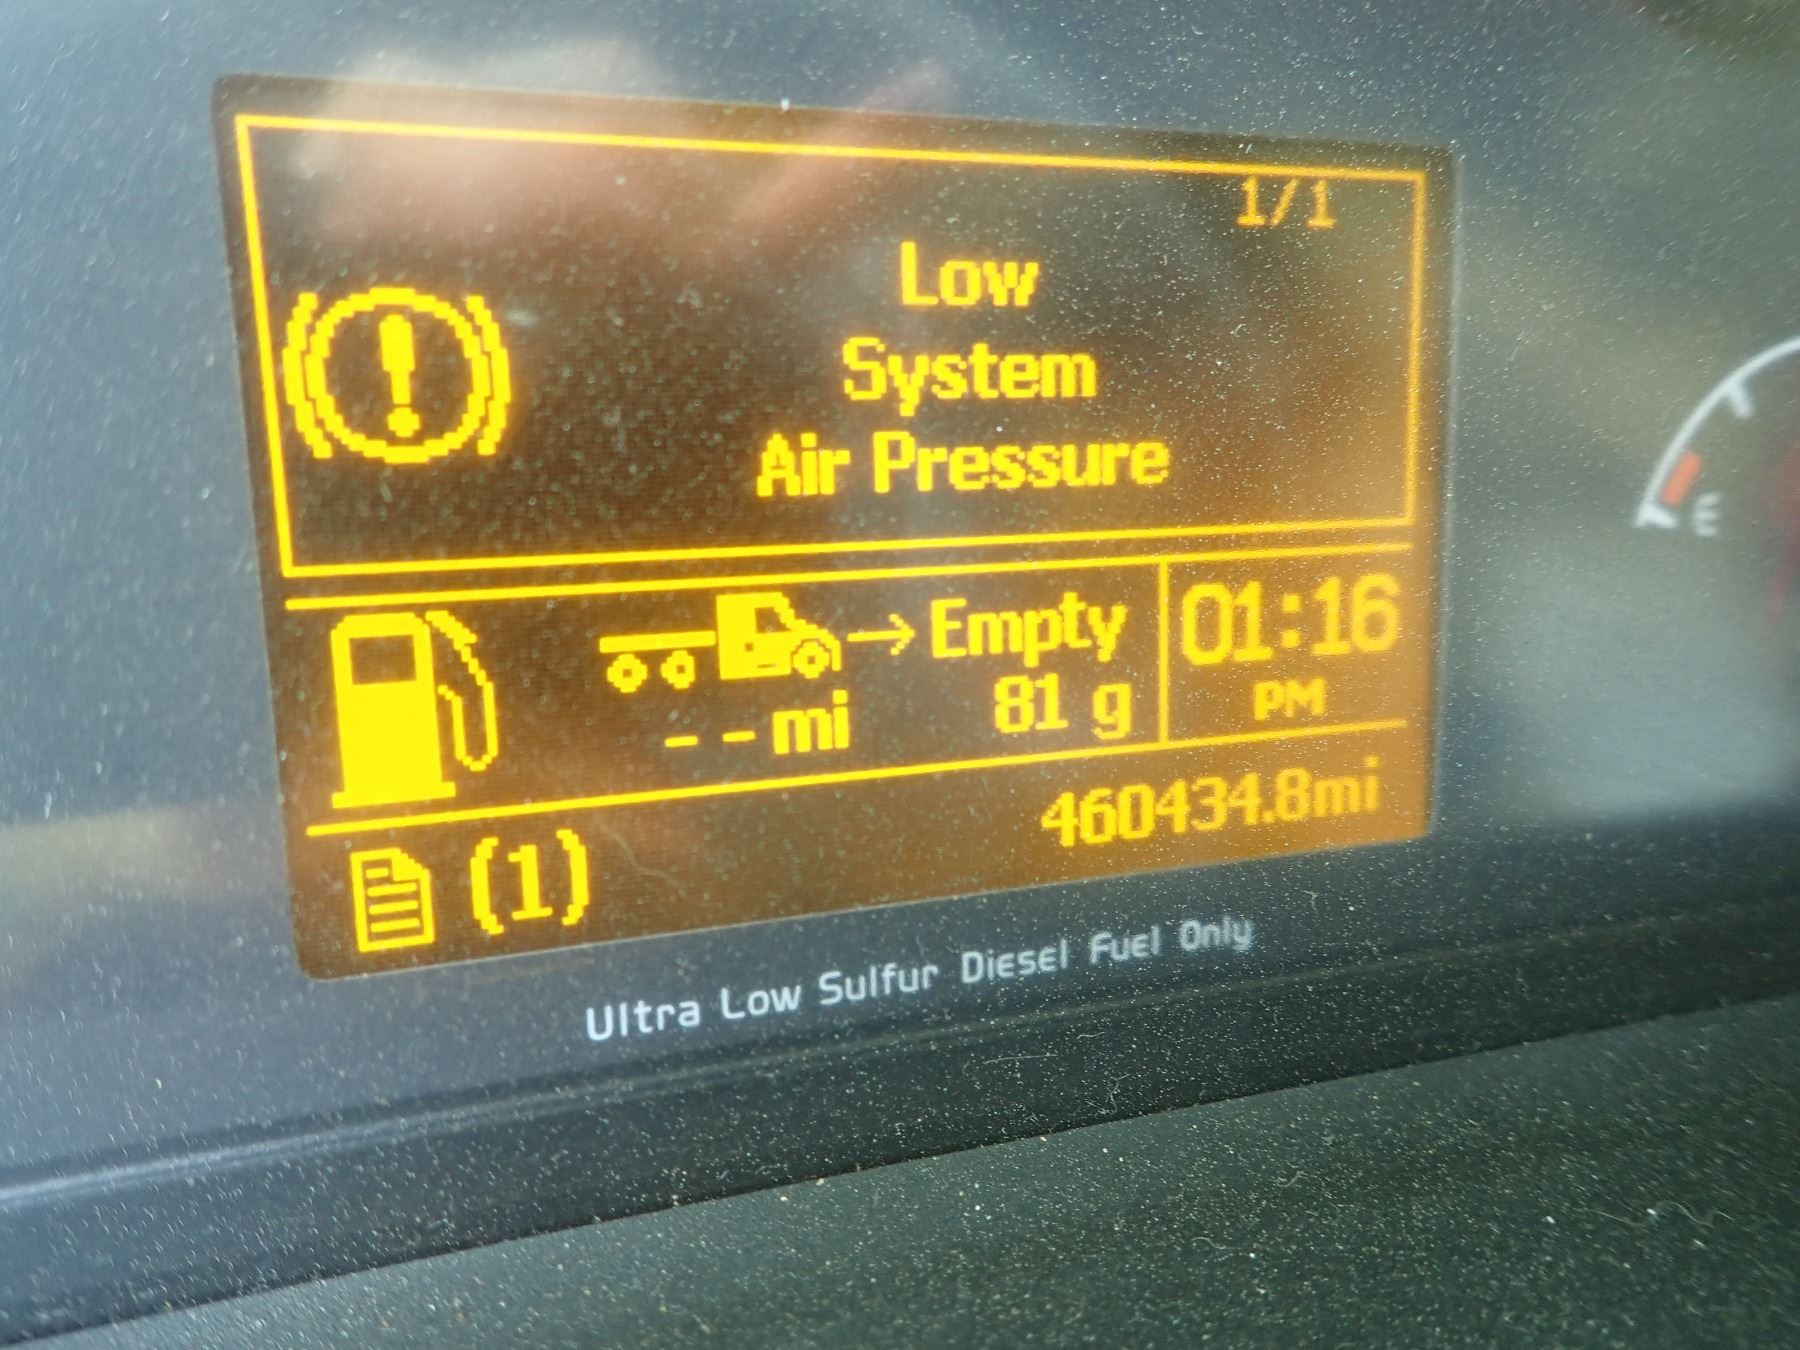 1/1
Low
System
Air Pressure
Empty
--mi 81 g
01:16
PM
460434.8mi
(1)
Ultra Low Sulfur Diesel Fuel Only
E